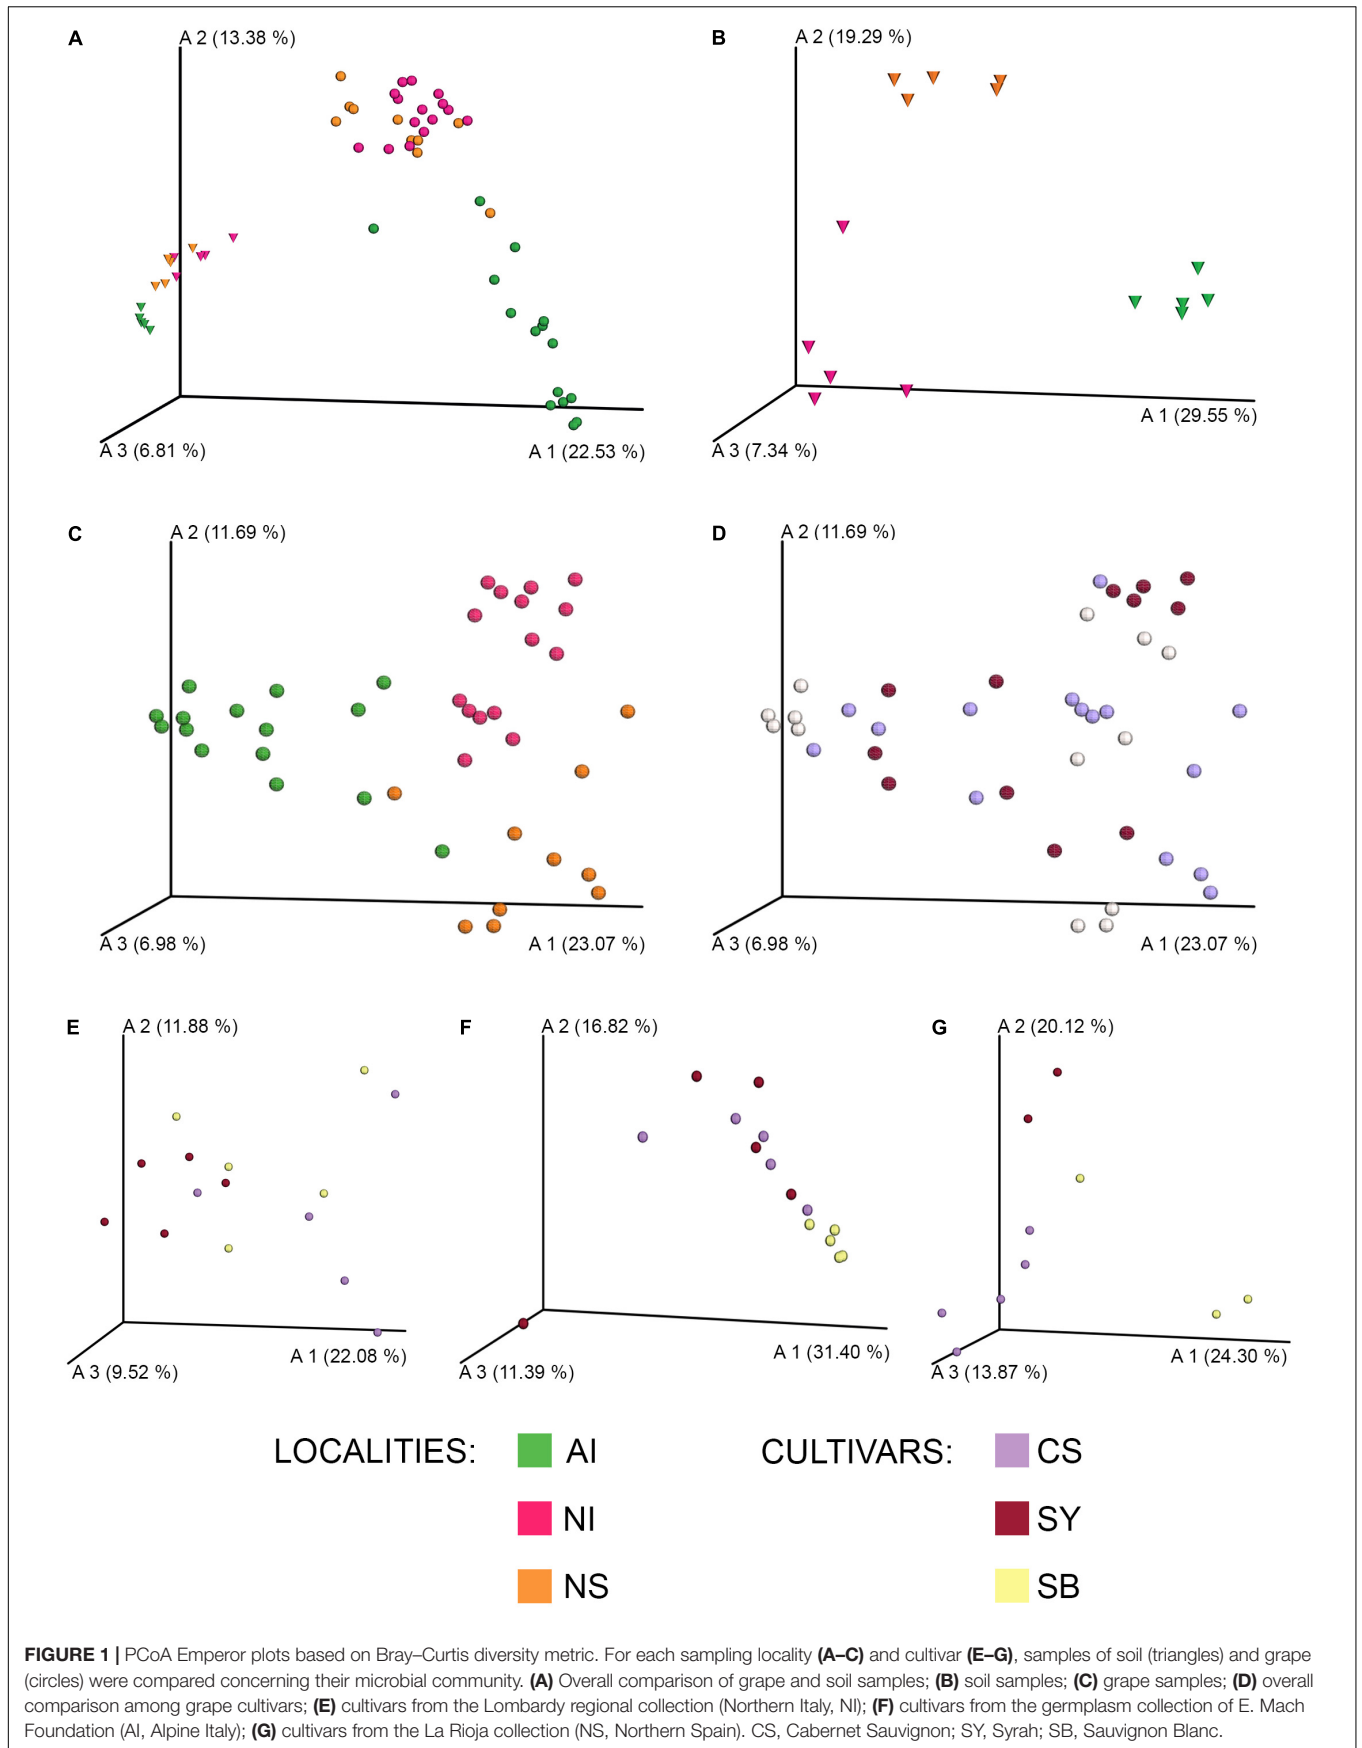 A
A 2 (13.38 %)
A 3 (6.81 %)
A 1 (22.53 %)
B
A 2 (19.29 %)
A 1 (29.55 %)
A 3 (7.34 %)
C
A 2 (11.69 %)
A 3 (6.98 %)
A 1 (23.07 %)
D
A 2 (11.69 %)
A 3 (6.98 %)
A 1 (23.07 %)
E
A 2 (11.88 %)
A 1 (22.08 %)
A 3 (9.52 %)
F
A 2 (16.82 %)
A 1 (31.40 %)
A 3 (11.39 %)
G
A 2 (20.12 %)
A 1 (24.30 %)
A 3 (13.87 %)
LOCALITIES:
AI
NI
NS
CULTIVARS:
CS
SY
SB
FIGURE 1 | PCoA Emperor plots based on Bray–Curtis diversity metric. For each sampling locality (A–C) and cultivar (E–G), samples of soil (triangles) and grape
(circles) were compared concerning their microbial community. (A) Overall comparison of grape and soil samples; (B) soil samples; (C) grape samples; (D) overall
comparison among grape cultivars; (E) cultivars from the Lombardy regional collection (Northern Italy, NI); (F) cultivars from the germplasm collection of E. Mach
Foundation (AI, Alpine Italy); (G) cultivars from the La Rioja collection (NS, Northern Spain). CS, Cabernet Sauvignon; SY, Syrah; SB, Sauvignon Blanc.